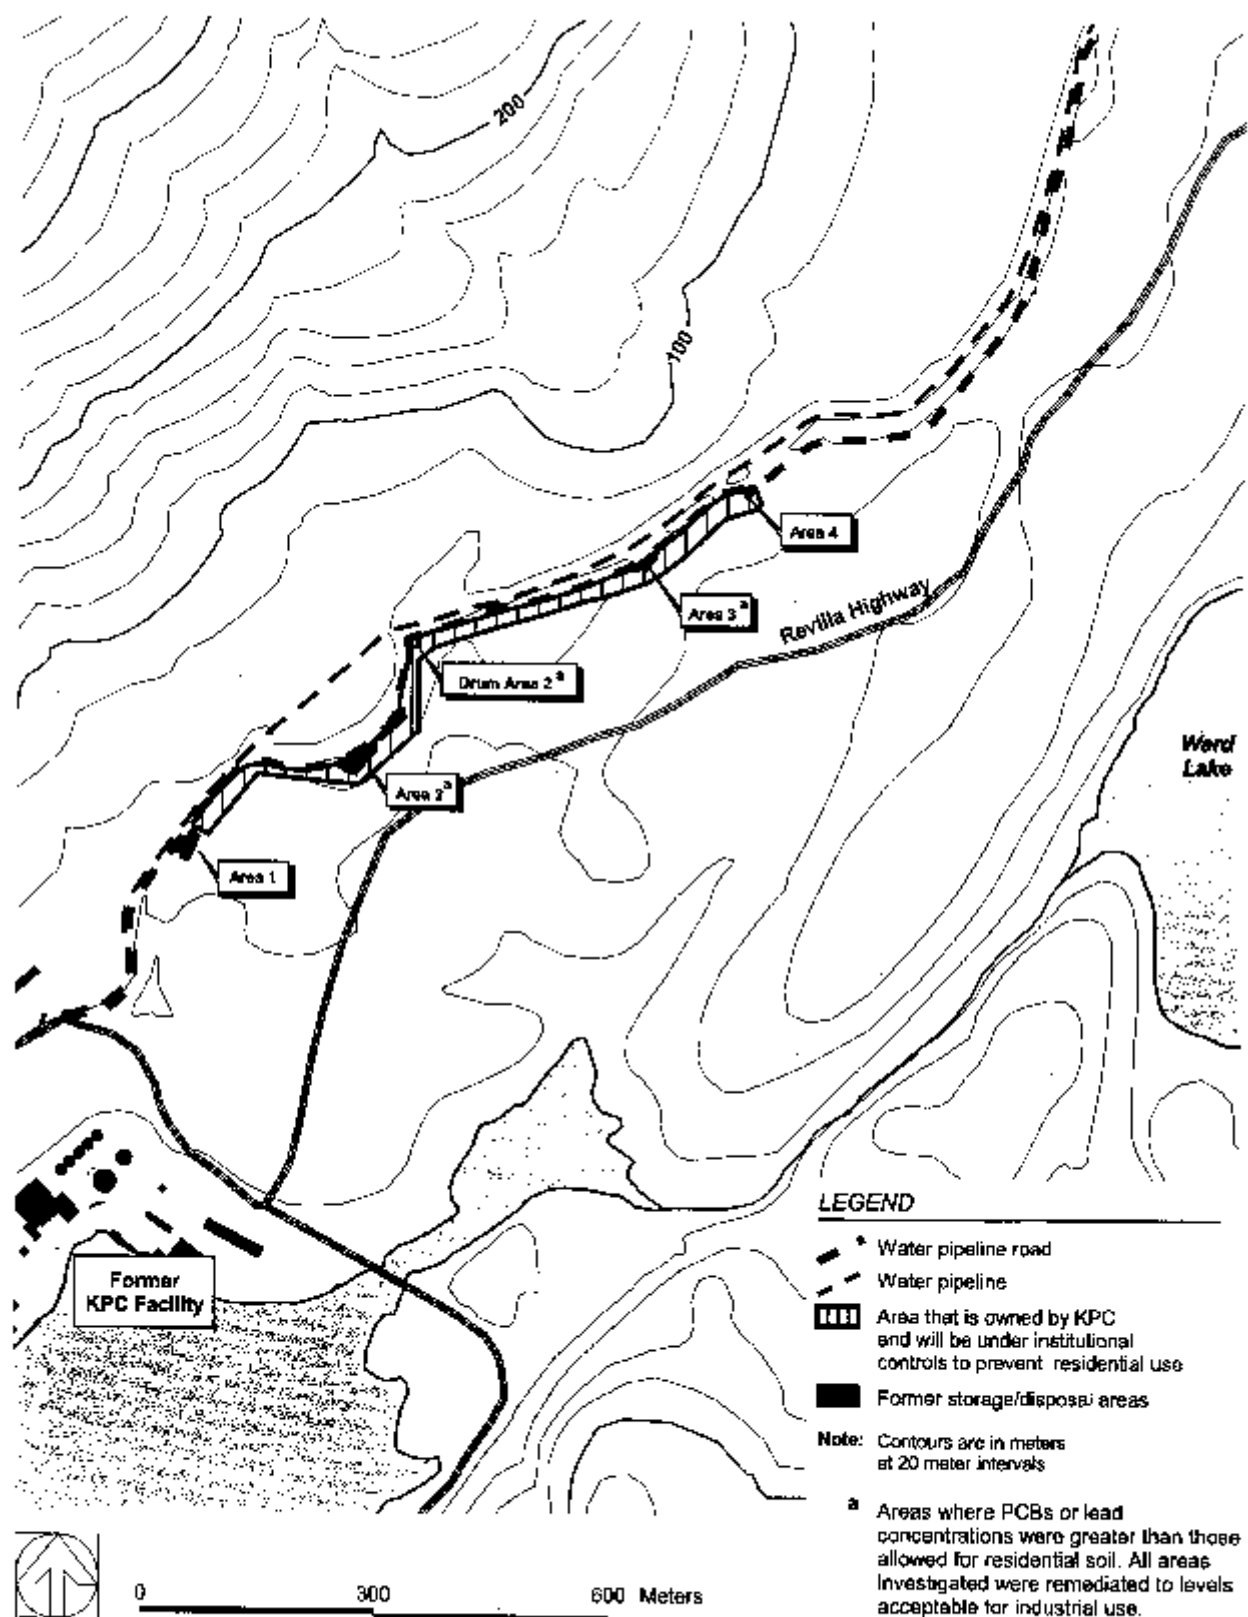 200
100
Area 4
Area 3 a
Revilla Highway
Drum Area 2 a
Ward
Lake
Area 2 a
Area 1
LEGEND
Water pipeline road
Water pipeline
Former
KPC Facility
Area that is owned by KPC
and will be under institutional
controls to prevent residential use
Former storage/disposal areas
Note: Contours are in meters
at 20 meter intervals
a Areas where PCBs or lead
concentrations were greater than those
allowed for residential soil. All areas
investigated were remediated to levels
acceptable for industrial use.
0 300 600 Meters